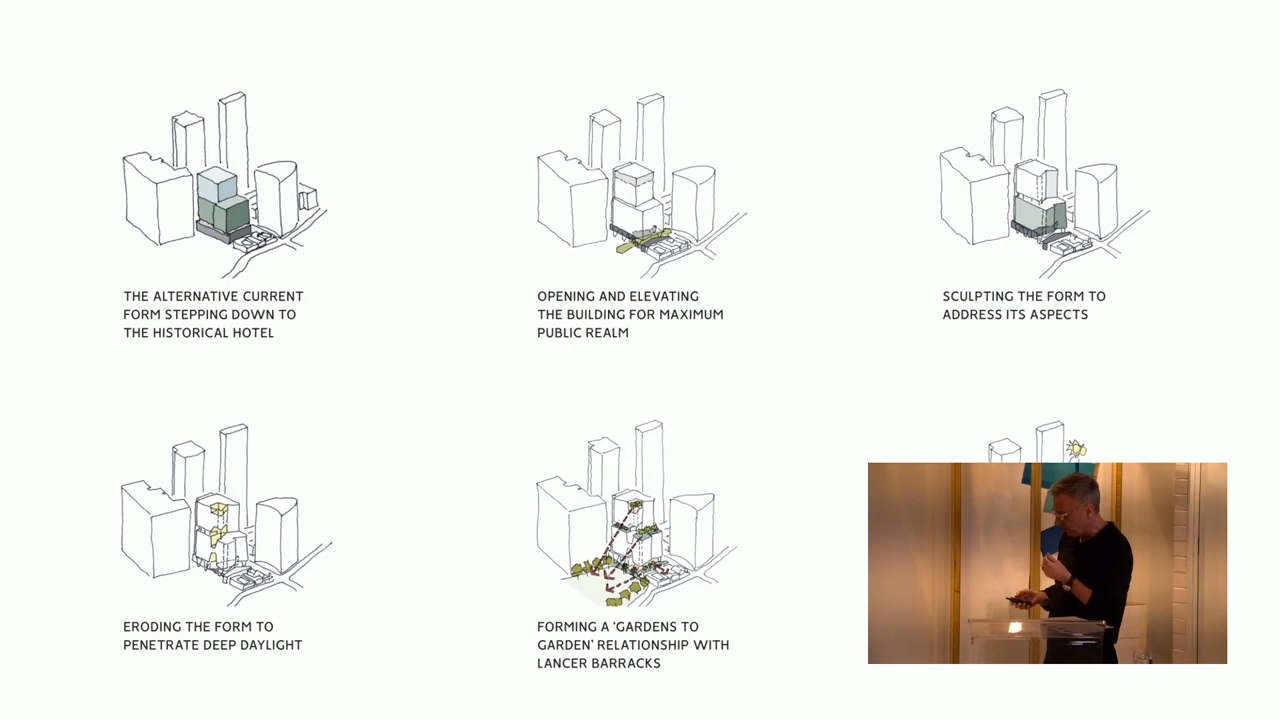 THE ALTERNATIVE CURRENT
FORM STEPPING DOWN TO
THE HISTORICAL HOTEL
OPENING AND ELEVATING
THE BUILDING FOR MAXIMUM
PUBLIC REALM
SCULPTING THE FORM TO
ADDRESS ITS ASPECTS
ERODING THE FORM TO
PENETRATE DEEP DAYLIGHT
FORMING A ‘GARDENS TO
GARDEN’ RELATIONSHIP WITH
LANCER BARRACKS